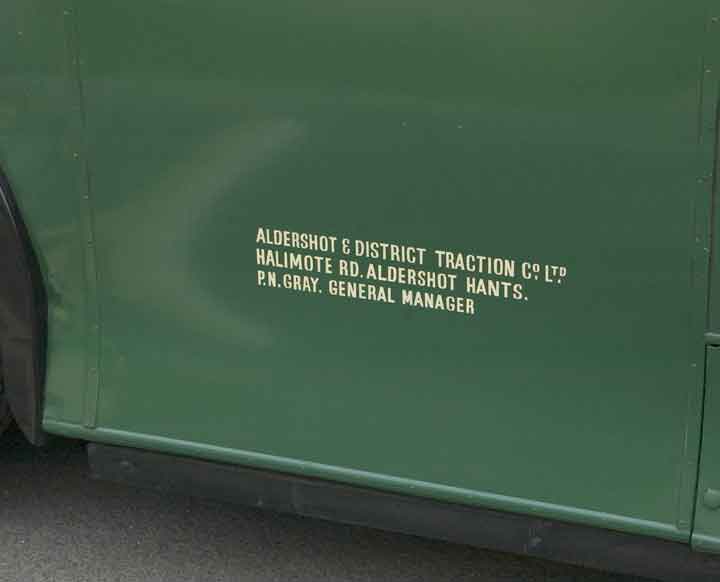 ALDERSHOT & DISTRICT TRACTION Co. LTD.
HALIMOTE RD. ALDERSHOT HANTS.
P.N. GRAY. GENERAL MANAGER